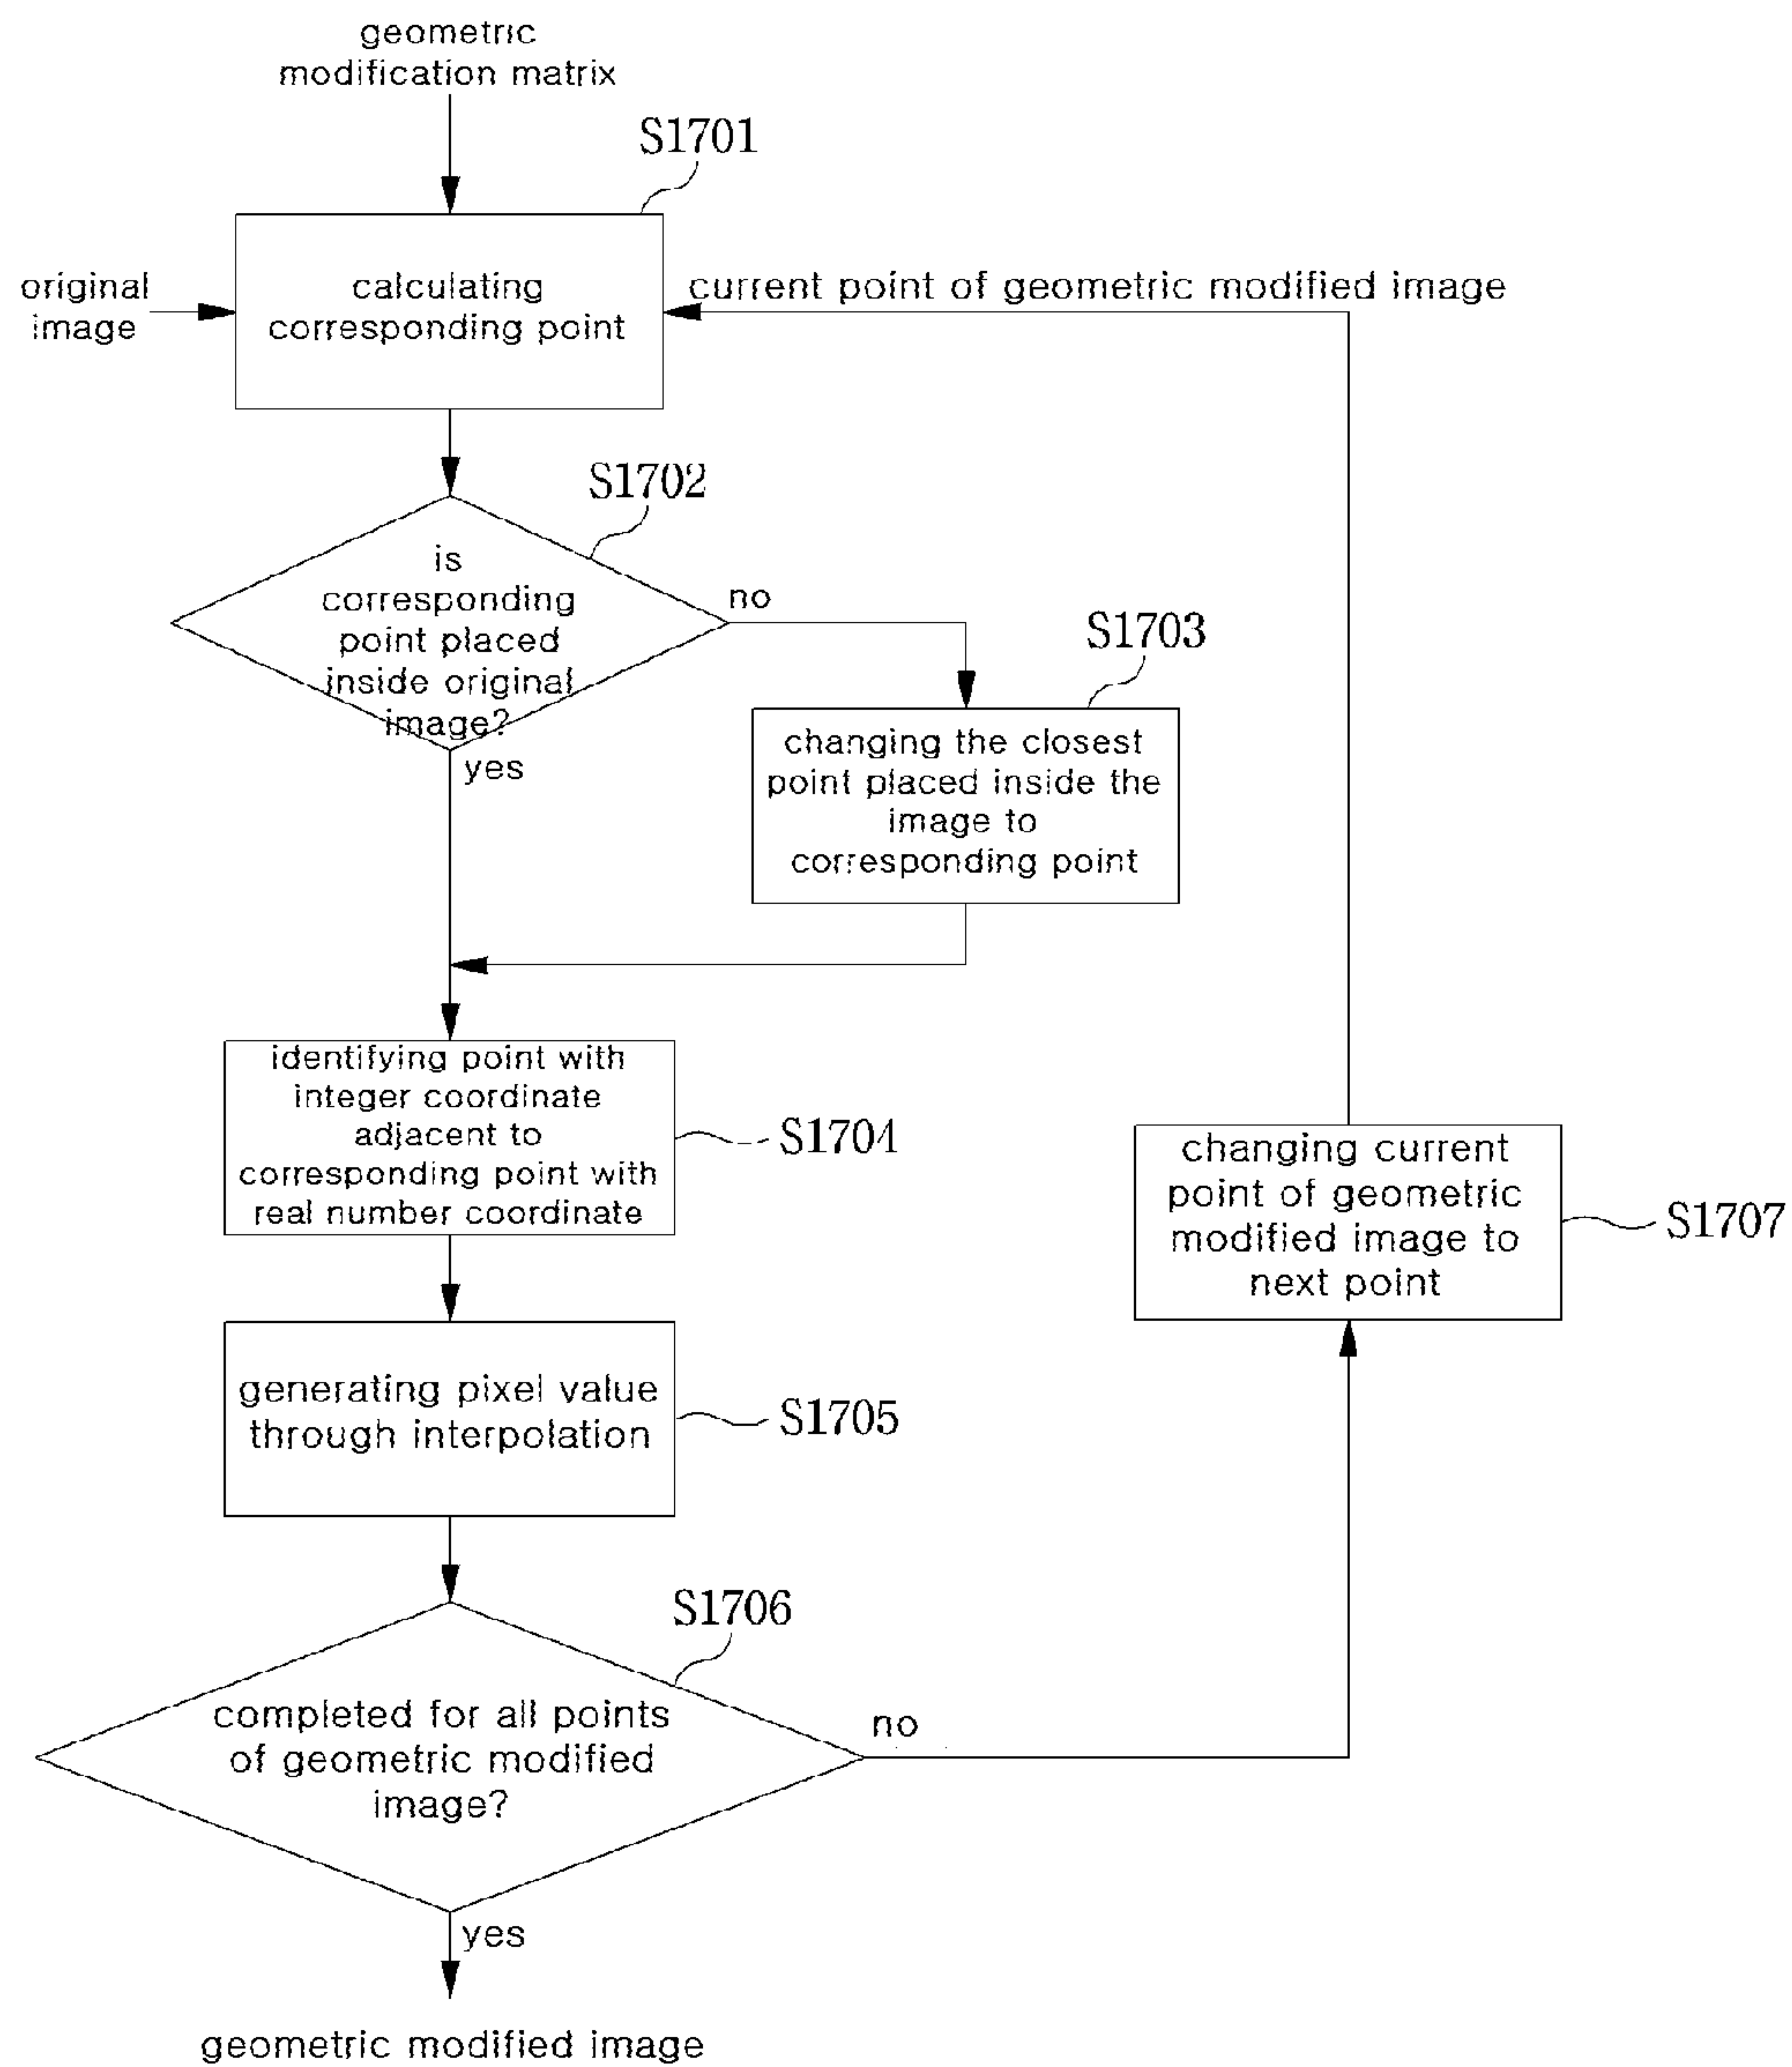 geometric
modification matrix
S1701
original
image
calculating
corresponding point
current point of geometric modified image
S1702
is
corresponding
point placed
inside original
image?
no
yes
S1703
changing the closest
point placed inside the
image to
corresponding point
identifying point with
integer coordinate
adjacent to
corresponding point with
real number coordinate
S1704
changing current
point of geometric
modified image to
next point
S1707
generating pixel value
through interpolation
S1705
S1706
completed for all points
of geometric modified
image?
no
yes
geometric modified image